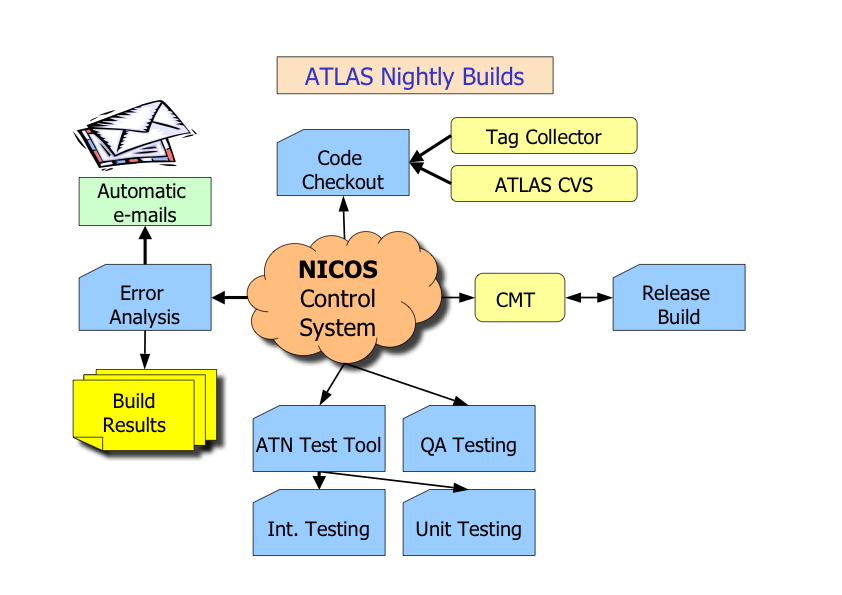 ATLAS Nightly Builds
Tag Collector
Code
Checkout
ATLAS CVS
Automatic
e-mails
NICOS
Control
System
Error
Analysis
CMT
Release
Build
Build
Results
ATN Test Tool
QA Testing
Int. Testing
Unit Testing